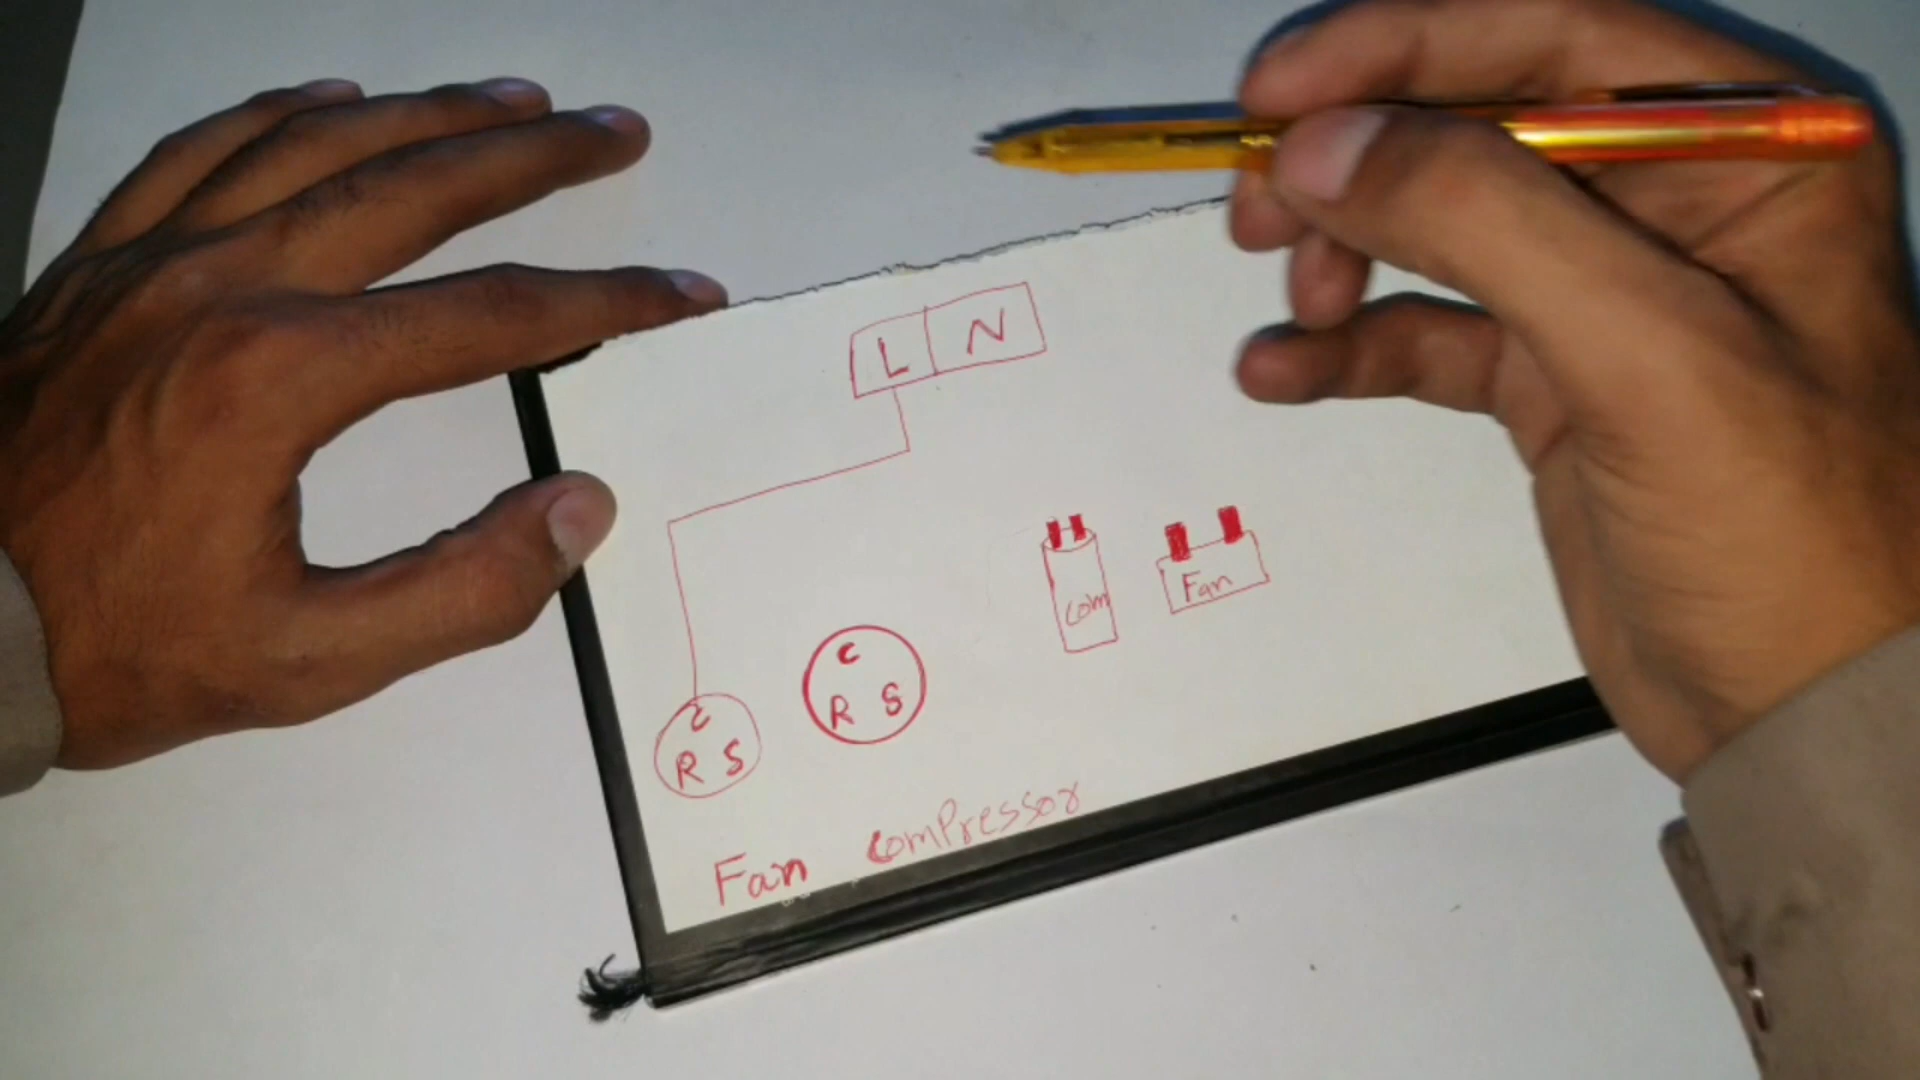 L N
com
Fan
C
R S
C
R S
Fan compressor